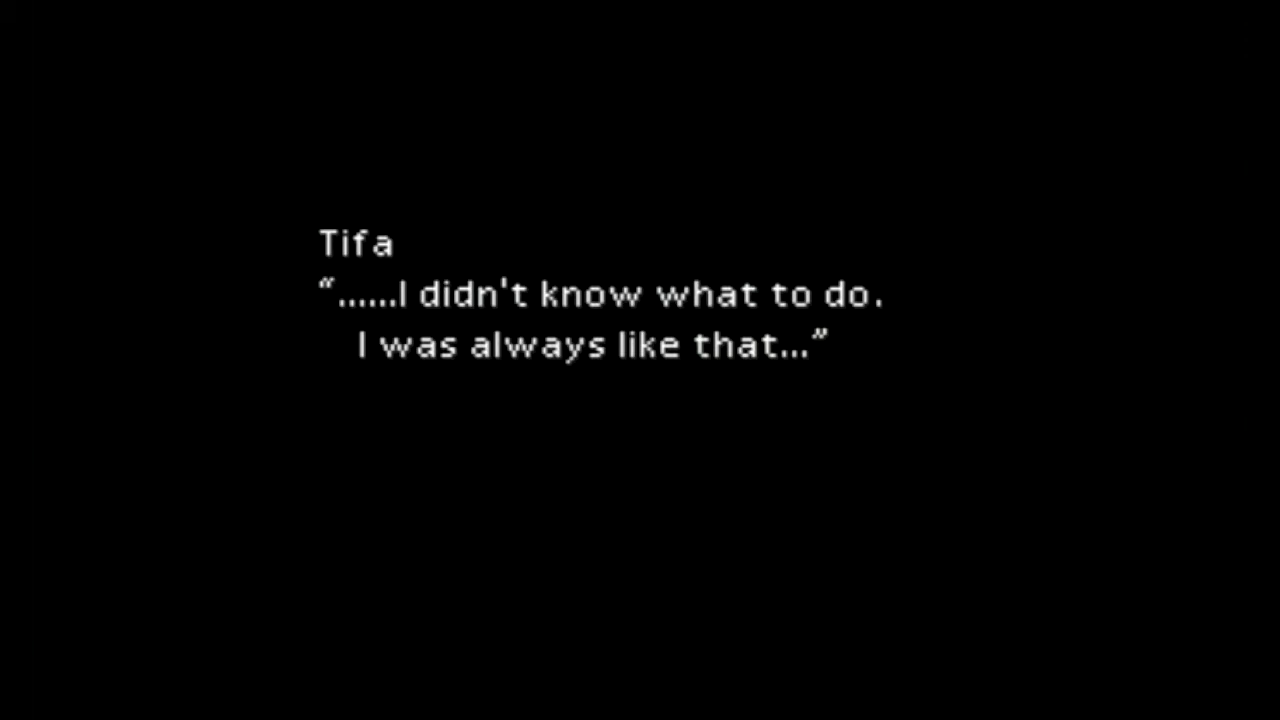 Tifa
“......I didn't know what to do.
I was always like that...”